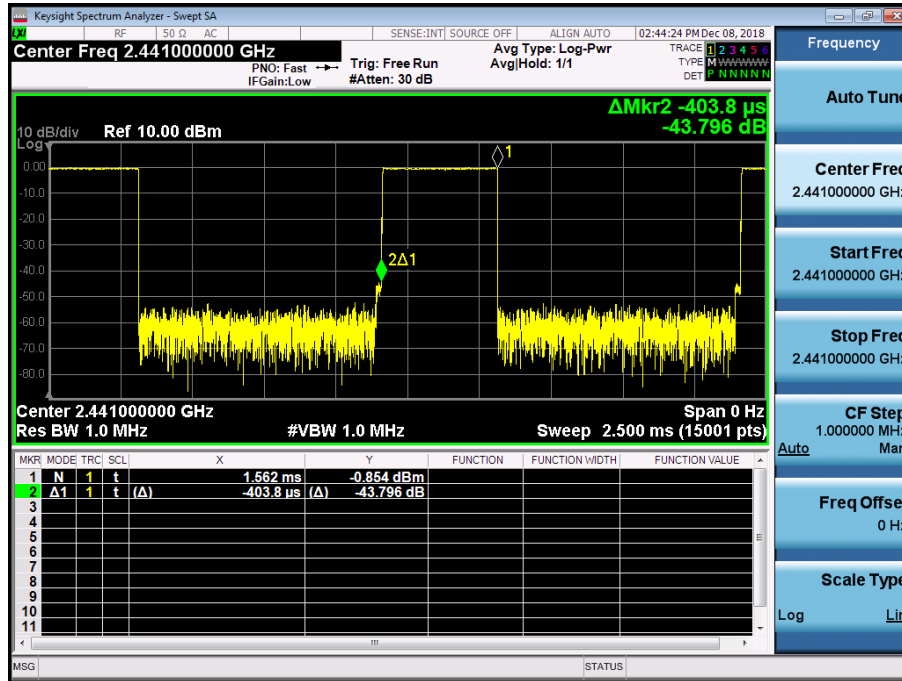 Keysight Spectrum Analyzer - Swept SA
LXI RF 50 Ω AC SENSE:INT SOURCE OFF ALIGN AUTO 02:44:24 PM Dec 08, 2018
Center Freq 2.441000000 GHz
PNO: Fast
IFGain:Low
Trig: Free Run
#Atten: 30 dB
Avg Type: Log-Pwr
Avg|Hold: 1/1
TRACE 1 2 3 4 5 6
TYPE M WWWWW
DET P N N N N N
ΔMkr2 -403.8 µs
-43.796 dB
10 dB/div Ref 10.00 dBm
Log
0.00
-10.0
-20.0
-30.0
-40.0
-50.0
-60.0
-70.0
-80.0
1
2Δ1
Center 2.441000000 GHz Span 0 Hz
Res BW 1.0 MHz #VBW 1.0 MHz Sweep 2.500 ms (15001 pts)
MKR MODE TRC SCL X Y FUNCTION FUNCTION WIDTH FUNCTION VALUE
1 N 1 t 1.562 ms -0.854 dBm
2 Δ1 1 t (Δ) -403.8 µs (Δ) -43.796 dB
3
4
5
6
7
8
9
10
11
MSG STATUS
Frequency
Auto Tune
Center Freq
2.441000000 GHz
Start Freq
2.441000000 GHz
Stop Freq
2.441000000 GHz
CF Step
1.000000 MHz
Auto Man
Freq Offset
0 Hz
Scale Type
Log Lin